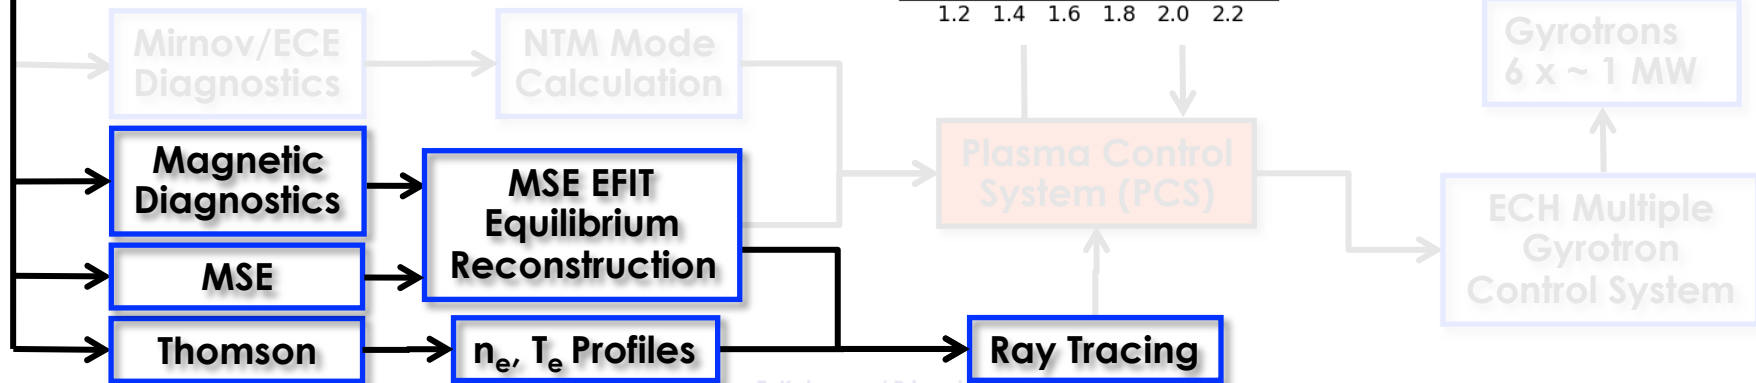 1.2 1.4 1.6 1.8 2.0 2.2
Mirnov/ECE
Diagnostics
NTM Mode
Calculation
Gyrotrons
6 x ~ 1 MW
Magnetic
Diagnostics
MSE EFIT
Equilibrium
Reconstruction
Plasma Control
System (PCS)
ECH Multiple
Gyrotron
Control System
MSE
Thomson
nₑ, Tₑ Profiles
Ray Tracing